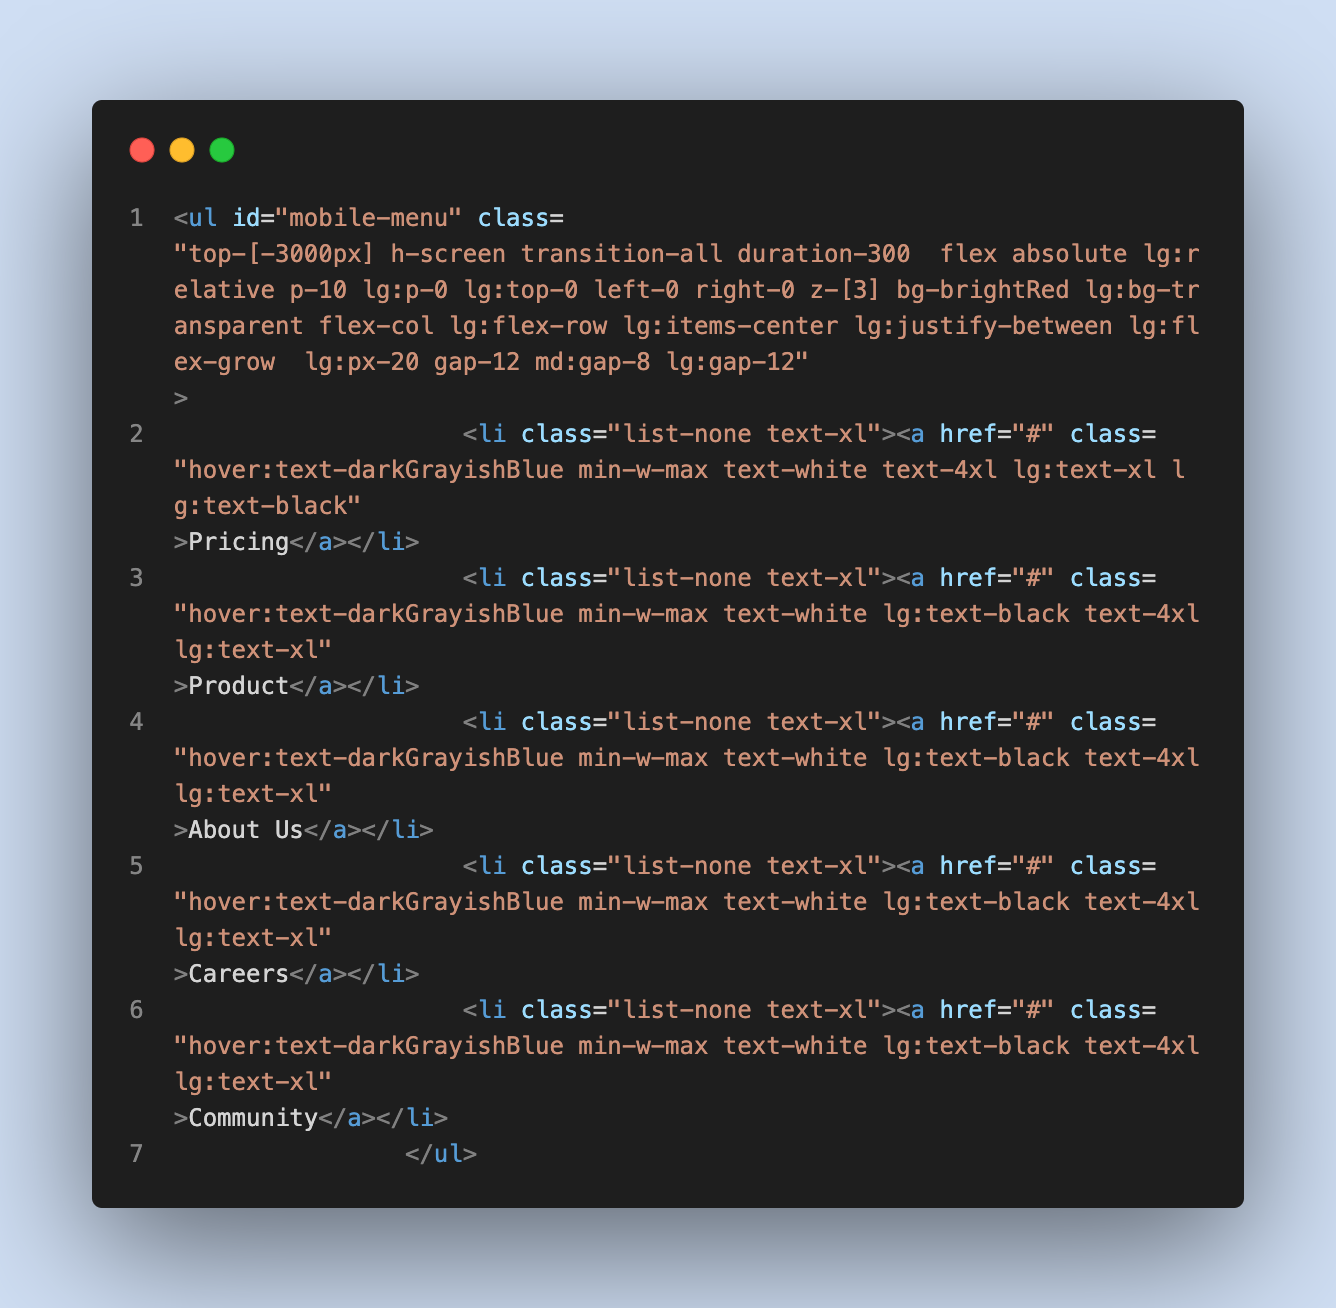 1 <ul id="mobile-menu" class=
"top-[-3000px] h-screen transition-all duration-300  flex absolute lg:r
elative p-10 lg:p-0 lg:top-0 left-0 right-0 z-[3] bg-brightRed lg:bg-tr
ansparent flex-col lg:flex-row lg:items-center lg:justify-between lg:fl
ex-grow  lg:px-20 gap-12 md:gap-8 lg:gap-12"
>
2                     <li class="list-none text-xl"><a href="#" class=
"hover:text-darkGrayishBlue min-w-max text-white text-4xl lg:text-xl l
g:text-black"
>Pricing</a></li>
3                     <li class="list-none text-xl"><a href="#" class=
"hover:text-darkGrayishBlue min-w-max text-white lg:text-black text-4xl
lg:text-xl"
>Product</a></li>
4                     <li class="list-none text-xl"><a href="#" class=
"hover:text-darkGrayishBlue min-w-max text-white lg:text-black text-4xl
lg:text-xl"
>About Us</a></li>
5                     <li class="list-none text-xl"><a href="#" class=
"hover:text-darkGrayishBlue min-w-max text-white lg:text-black text-4xl
lg:text-xl"
>Careers</a></li>
6                     <li class="list-none text-xl"><a href="#" class=
"hover:text-darkGrayishBlue min-w-max text-white lg:text-black text-4xl
lg:text-xl"
>Community</a></li>
7                 </ul>